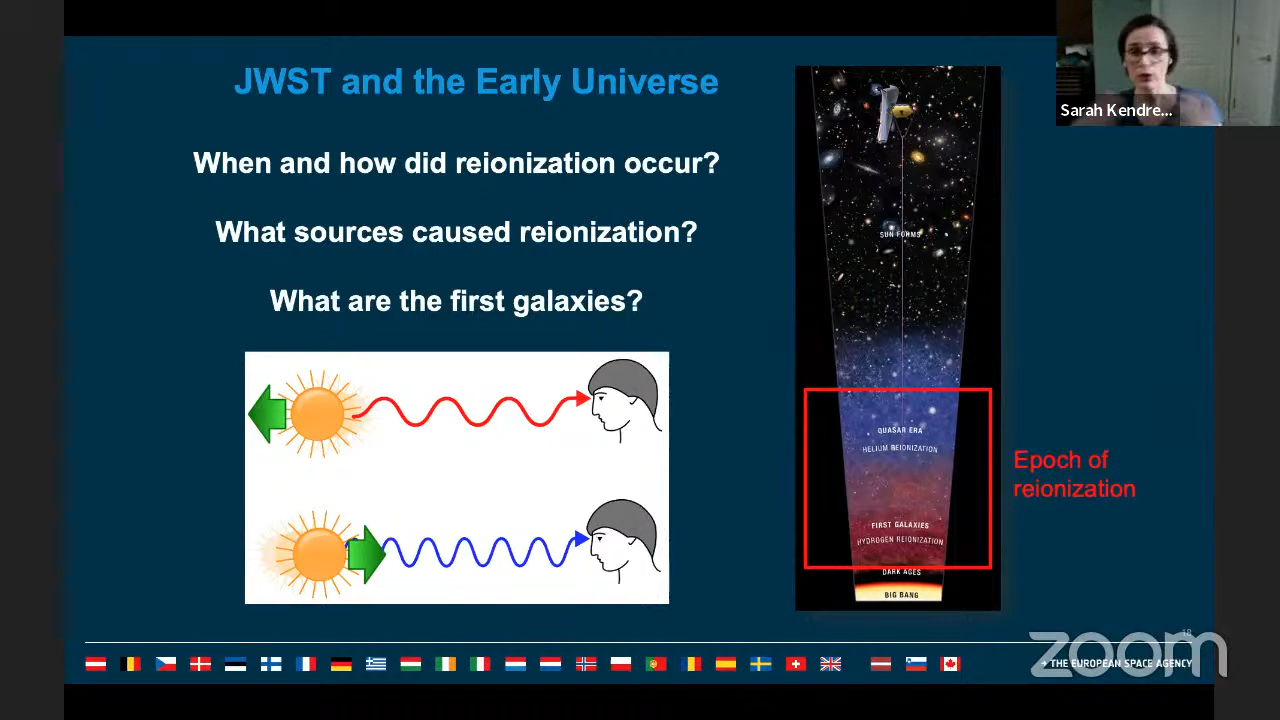 JWST and the Early Universe
When and how did reionization occur?
What sources caused reionization?
What are the first galaxies?
SUN FORMS
QUASAR ERA
HELIUM REIONIZATION
FIRST GALAXIES
HYDROGEN REIONIZATION
DARK AGES
BIG BANG
Epoch of
reionization
Sarah Kendre...
18
→ THE EUROPEAN SPACE AGENCY
zoom